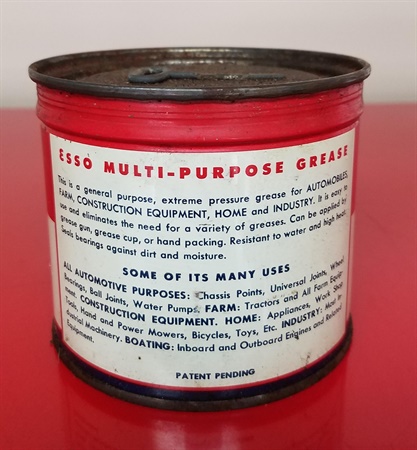 ESSO MULTI-PURPOSE GREASE
This is a general purpose, extreme pressure grease for AUTOMOBILES,
FARM, CONSTRUCTION EQUIPMENT, HOME and INDUSTRY. It is easy to
use and eliminates the need for a variety of greases. Can be applied by
grease gun, grease cup, or hand packing. Resistant to water and high heat.
Seals bearings against dirt and moisture.
SOME OF ITS MANY USES
ALL AUTOMOTIVE PURPOSES: Chassis Points, Universal Joints, Wheel
Bearings, Ball Joints, Water Pumps. FARM: Tractors and All Farm Equip-
ment. CONSTRUCTION EQUIPMENT. HOME: Appliances, Work Shop
Tools, Hand and Power Mowers, Bicycles, Toys, Etc. INDUSTRY: Most In-
dustrial Machinery. BOATING: Inboard and Outboard Engines and Related
Equipment.
PATENT PENDING